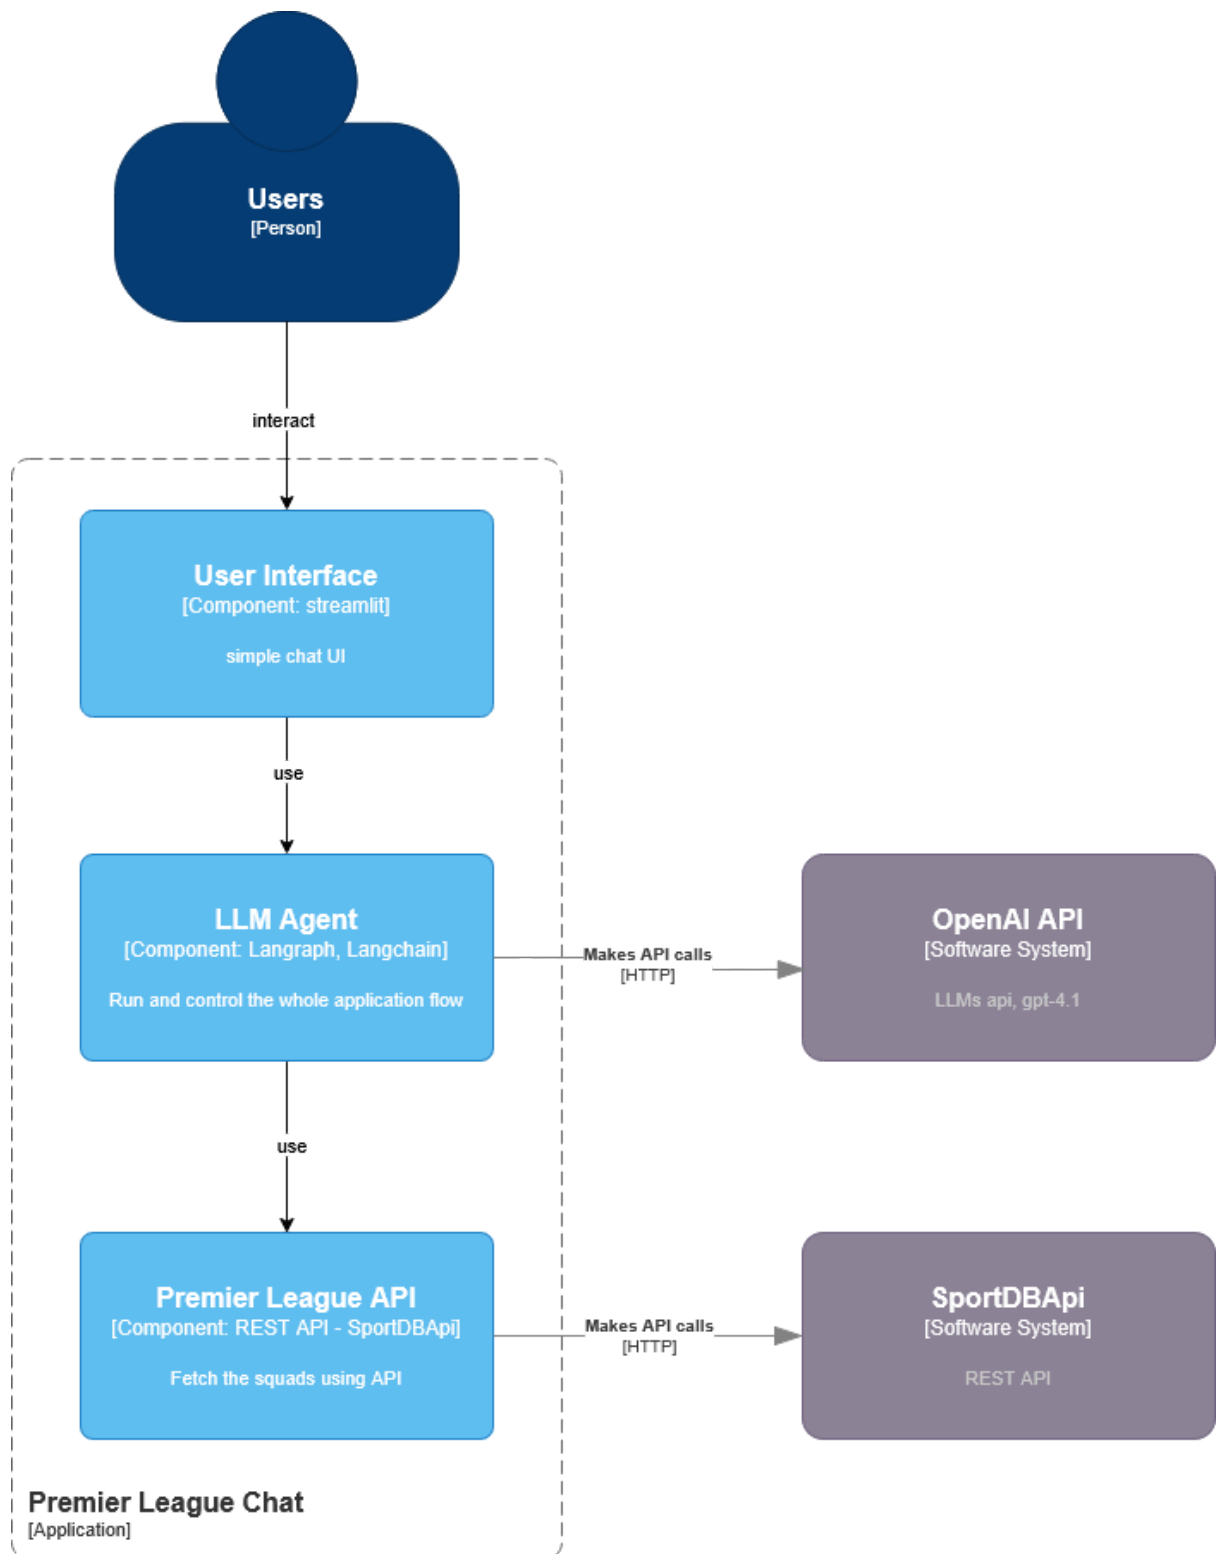 Users
[Person]
interact
User Interface
[Component: streamlit]
simple chat UI
use
LLM Agent
[Component: Langraph, Langchain]
Run and control the whole application flow
Makes API calls
[HTTP]
OpenAI API
[Software System]
LLMs api, gpt-4.1
use
Premier League API
[Component: REST API - SportDBApi]
Fetch the squads using API
Makes API calls
[HTTP]
SportDBApi
[Software System]
REST API
Premier League Chat
[Application]